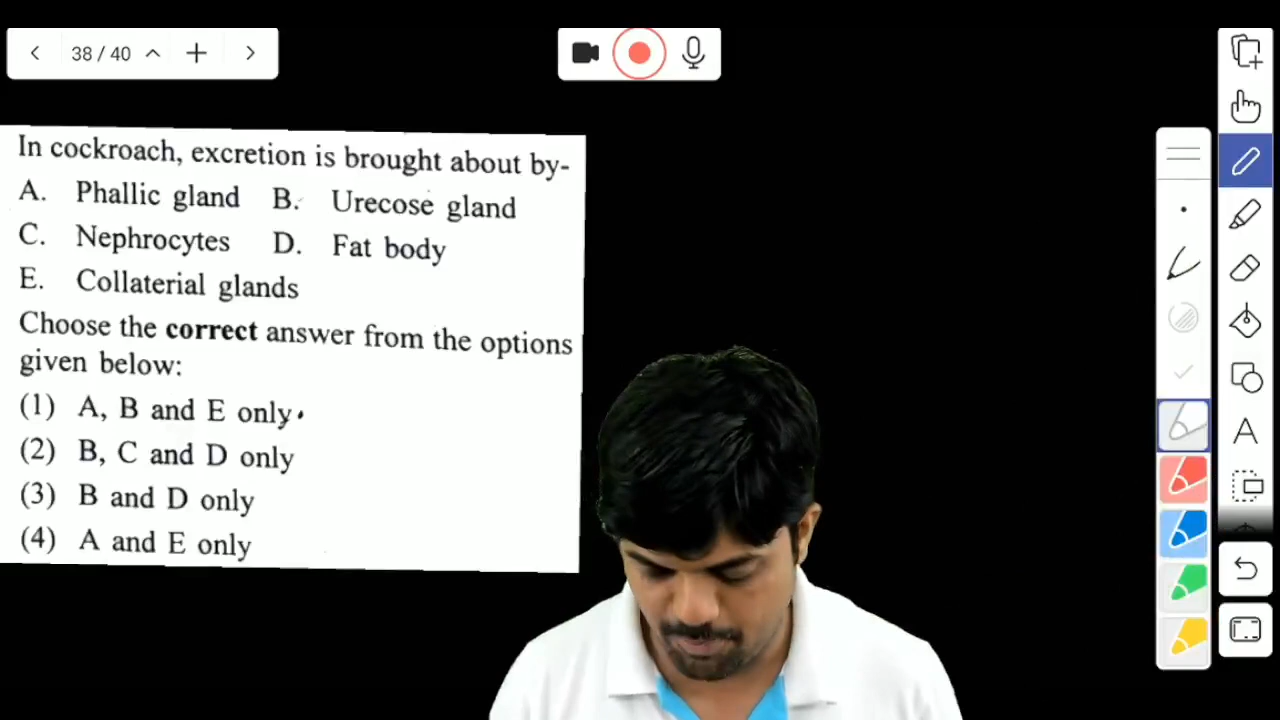 38 / 40
In cockroach, excretion is brought about by-
A. Phallic gland B. Urecose gland
C. Nephrocytes D. Fat body
E. Collaterial glands
Choose the correct answer from the options
given below:
(1) A, B and E only
(2) B, C and D only
(3) B and D only
(4) A and E only
A